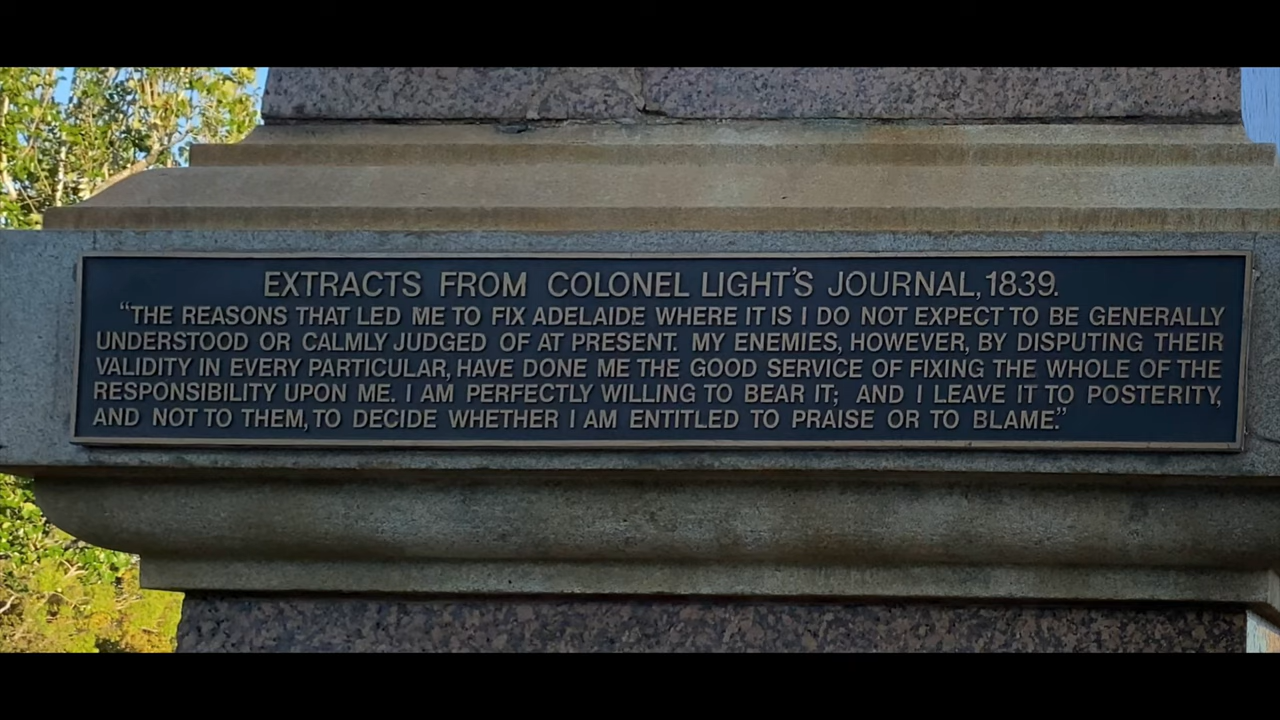 EXTRACTS FROM COLONEL LIGHT'S JOURNAL, 1839.
"THE REASONS THAT LED ME TO FIX ADELAIDE WHERE IT IS I DO NOT EXPECT TO BE GENERALLY
UNDERSTOOD OR CALMLY JUDGED OF AT PRESENT. MY ENEMIES, HOWEVER, BY DISPUTING THEIR
VALIDITY IN EVERY PARTICULAR, HAVE DONE ME THE GOOD SERVICE OF FIXING THE WHOLE OF THE
RESPONSIBILITY UPON ME. I AM PERFECTLY WILLING TO BEAR IT; AND I LEAVE IT TO POSTERITY,
AND NOT TO THEM, TO DECIDE WHETHER I AM ENTITLED TO PRAISE OR TO BLAME."